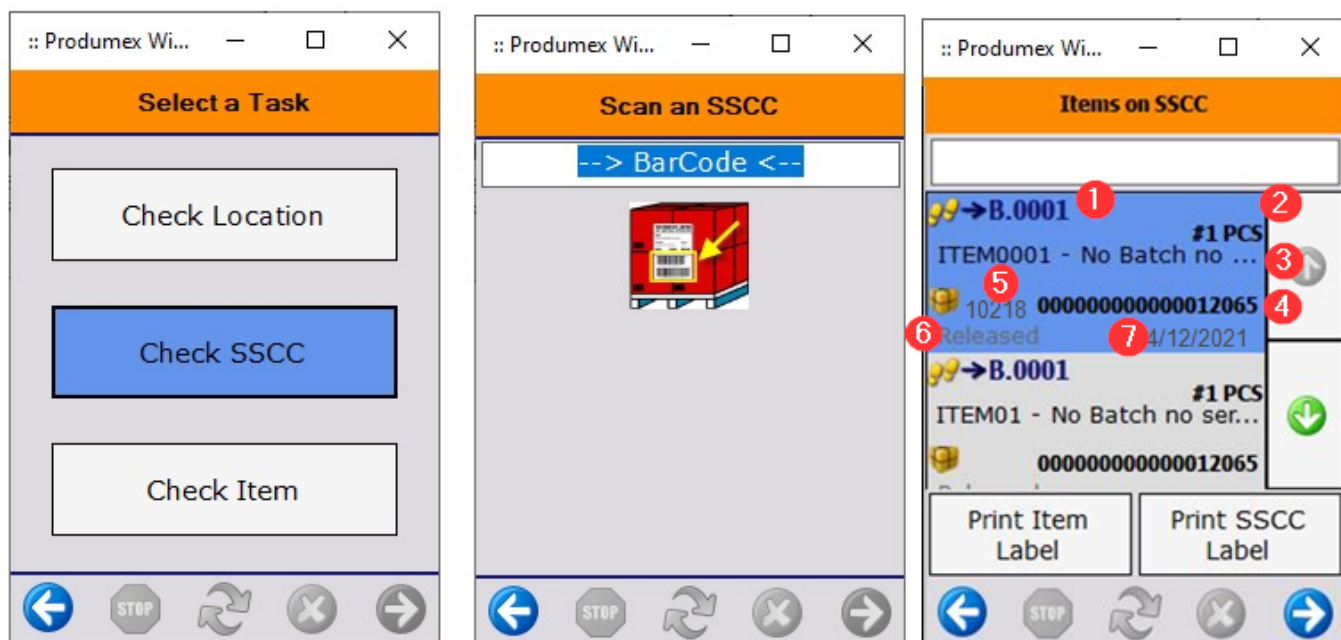 :: Produmex Wi...
Select a Task
Check Location
Check SSCC
Check Item
STOP
:: Produmex Wi...
Scan an SSCC
--> BarCode <--
STOP
:: Produmex Wi...
Items on SSCC
B.0001 1 2
#1 PCS
ITEM0001 - No Batch no ... 3
5
10218 000000000000012065 4
6 Released 7 4/12/2021
B.0001
#1 PCS
ITEM01 - No Batch no ser...
000000000000012065
Print Item
Label
Print SSCC
Label
STOP